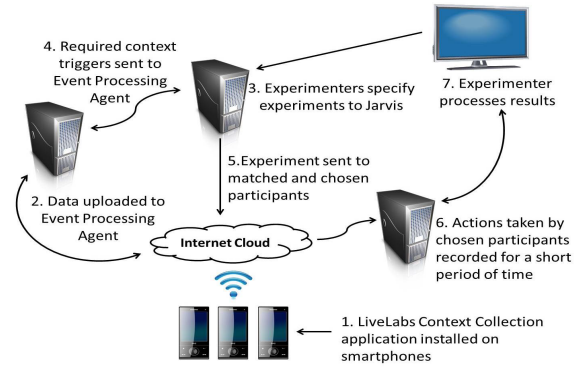 4. Required context
triggers sent to
Event Processing
Agent
3. Experimenters specify
experiments to Jarvis
7. Experimenter
processes results
5.Experiment sent to
matched and chosen
participants
2. Data uploaded to
Event Processing
Agent
Internet Cloud
6. Actions taken by
chosen participants
recorded for a short
period of time
1. LiveLabs Context Collection
application installed on
smartphones